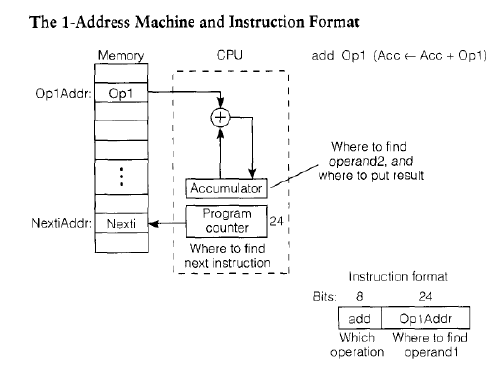 The 1-Address Machine and Instruction Format
Memory
CPU
add Op1 (Acc ← Acc + Op1)
Op1Addr:
Op1
+
Where to find
operand2, and
where to put result
Accumulator
NextiAddr:
Nexti
Program
counter
24
Where to find
next instruction
Instruction format
Bits: 8 24
add Op1Addr
Which Where to find
operation operand1